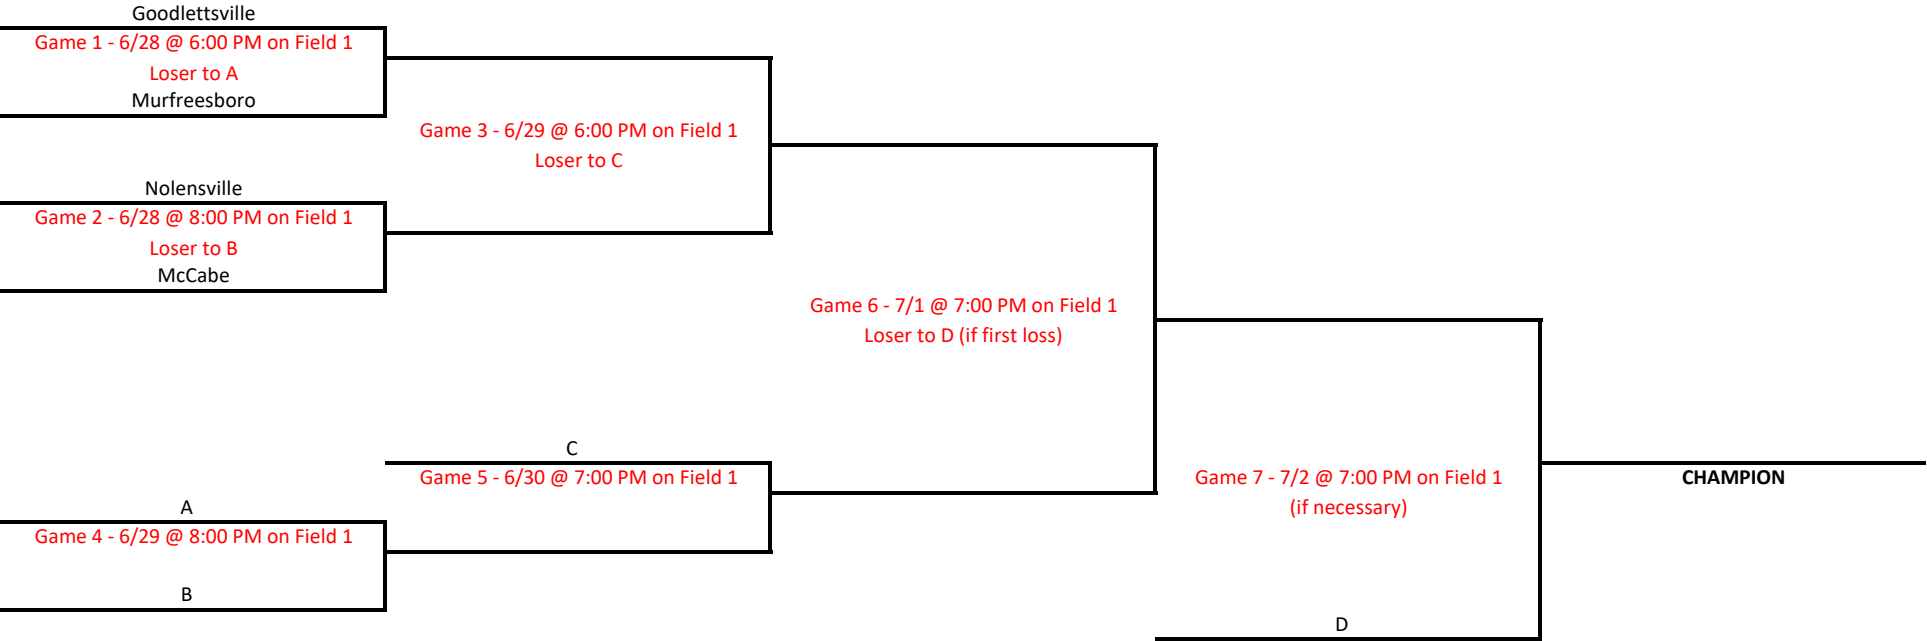 Goodlettsville
Game 1 - 6/28 @ 6:00 PM on Field 1
Loser to A
Murfreesboro
Game 3 - 6/29 @ 6:00 PM on Field 1
Loser to C
Nolensville
Game 2 - 6/28 @ 8:00 PM on Field 1
Loser to B
McCabe
Game 6 - 7/1 @ 7:00 PM on Field 1
Loser to D (if first loss)
C
Game 5 - 6/30 @ 7:00 PM on Field 1
Game 7 - 7/2 @ 7:00 PM on Field 1
(if necessary)
CHAMPION
A
Game 4 - 6/29 @ 8:00 PM on Field 1
B
D